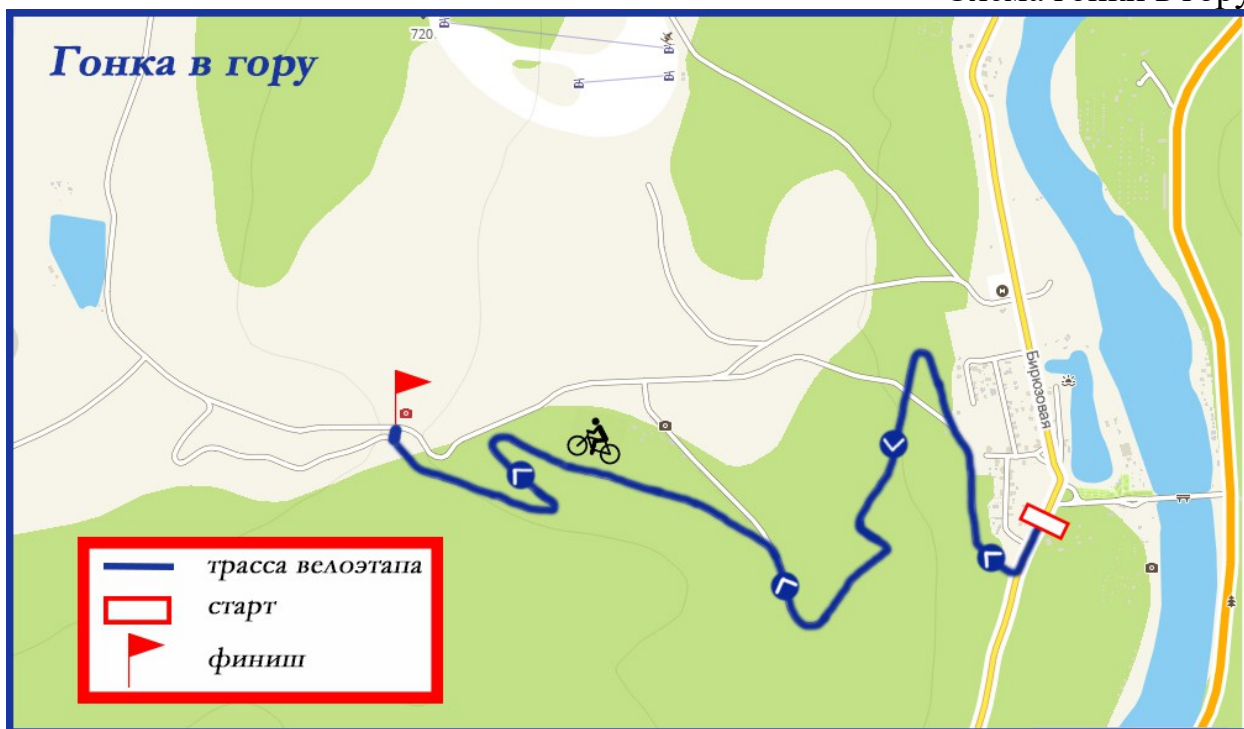 720
Гонка в гору
Бирюзовая
трасса велоэтапа
старт
финиш